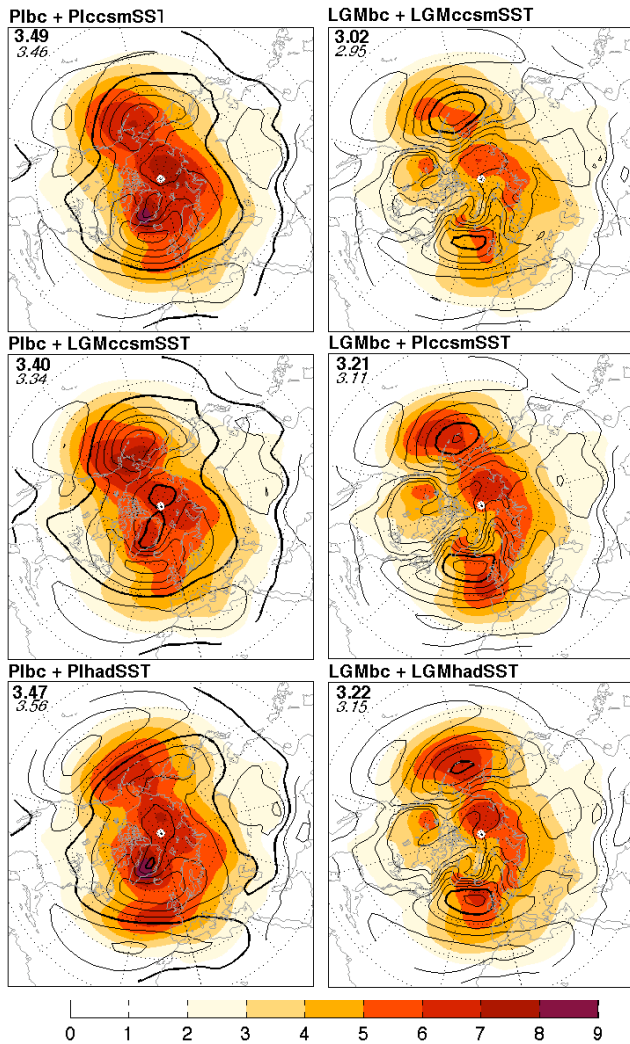 PIbc + PIccsmSST
3.49
3.46
LGMbc + LGMccsmSST
3.02
2.95
PIbc + LGMccsmSST
3.40
3.34
LGMbc + PIccsmSST
3.21
3.11
PIbc + PIhadSST
3.47
3.56
LGMbc + LGMhadSST
3.22
3.15
0 1 2 3 4 5 6 7 8 9